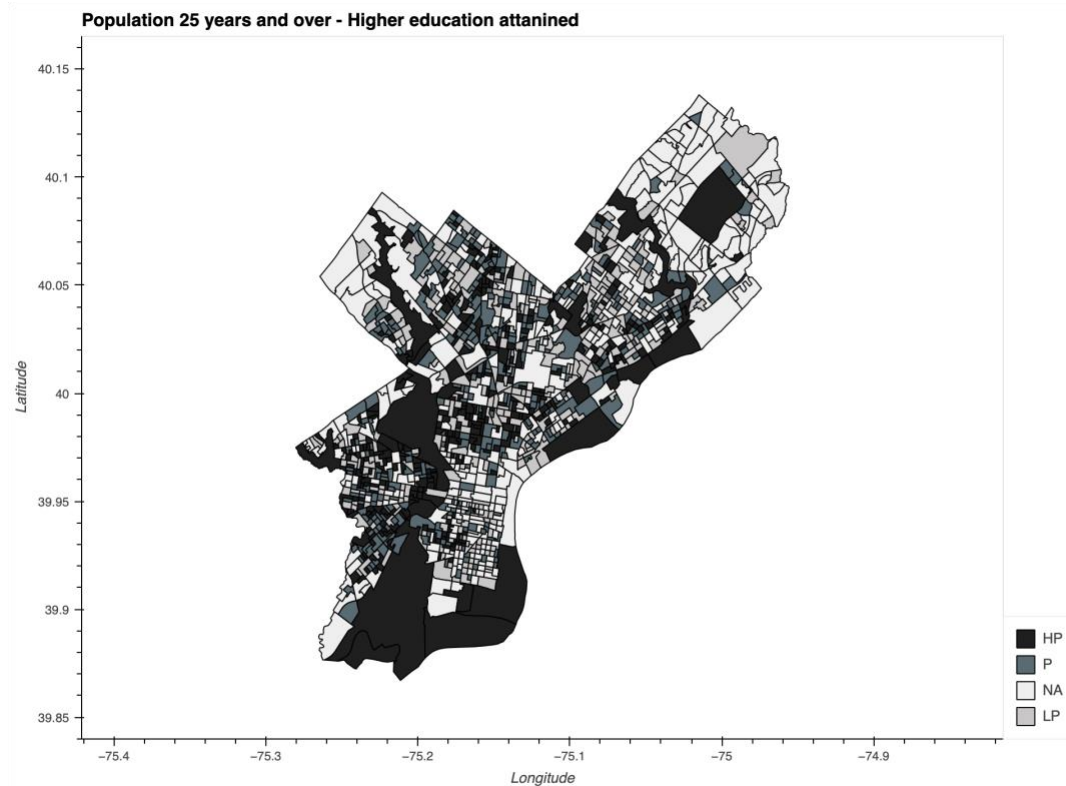 Population 25 years and over - Higher education attanined
40.15
40.1
40.05
40
39.95
39.9
39.85
Latitude
−75.4
−75.3
−75.2
−75.1
−75
−74.9
Longitude
HP
P
NA
LP